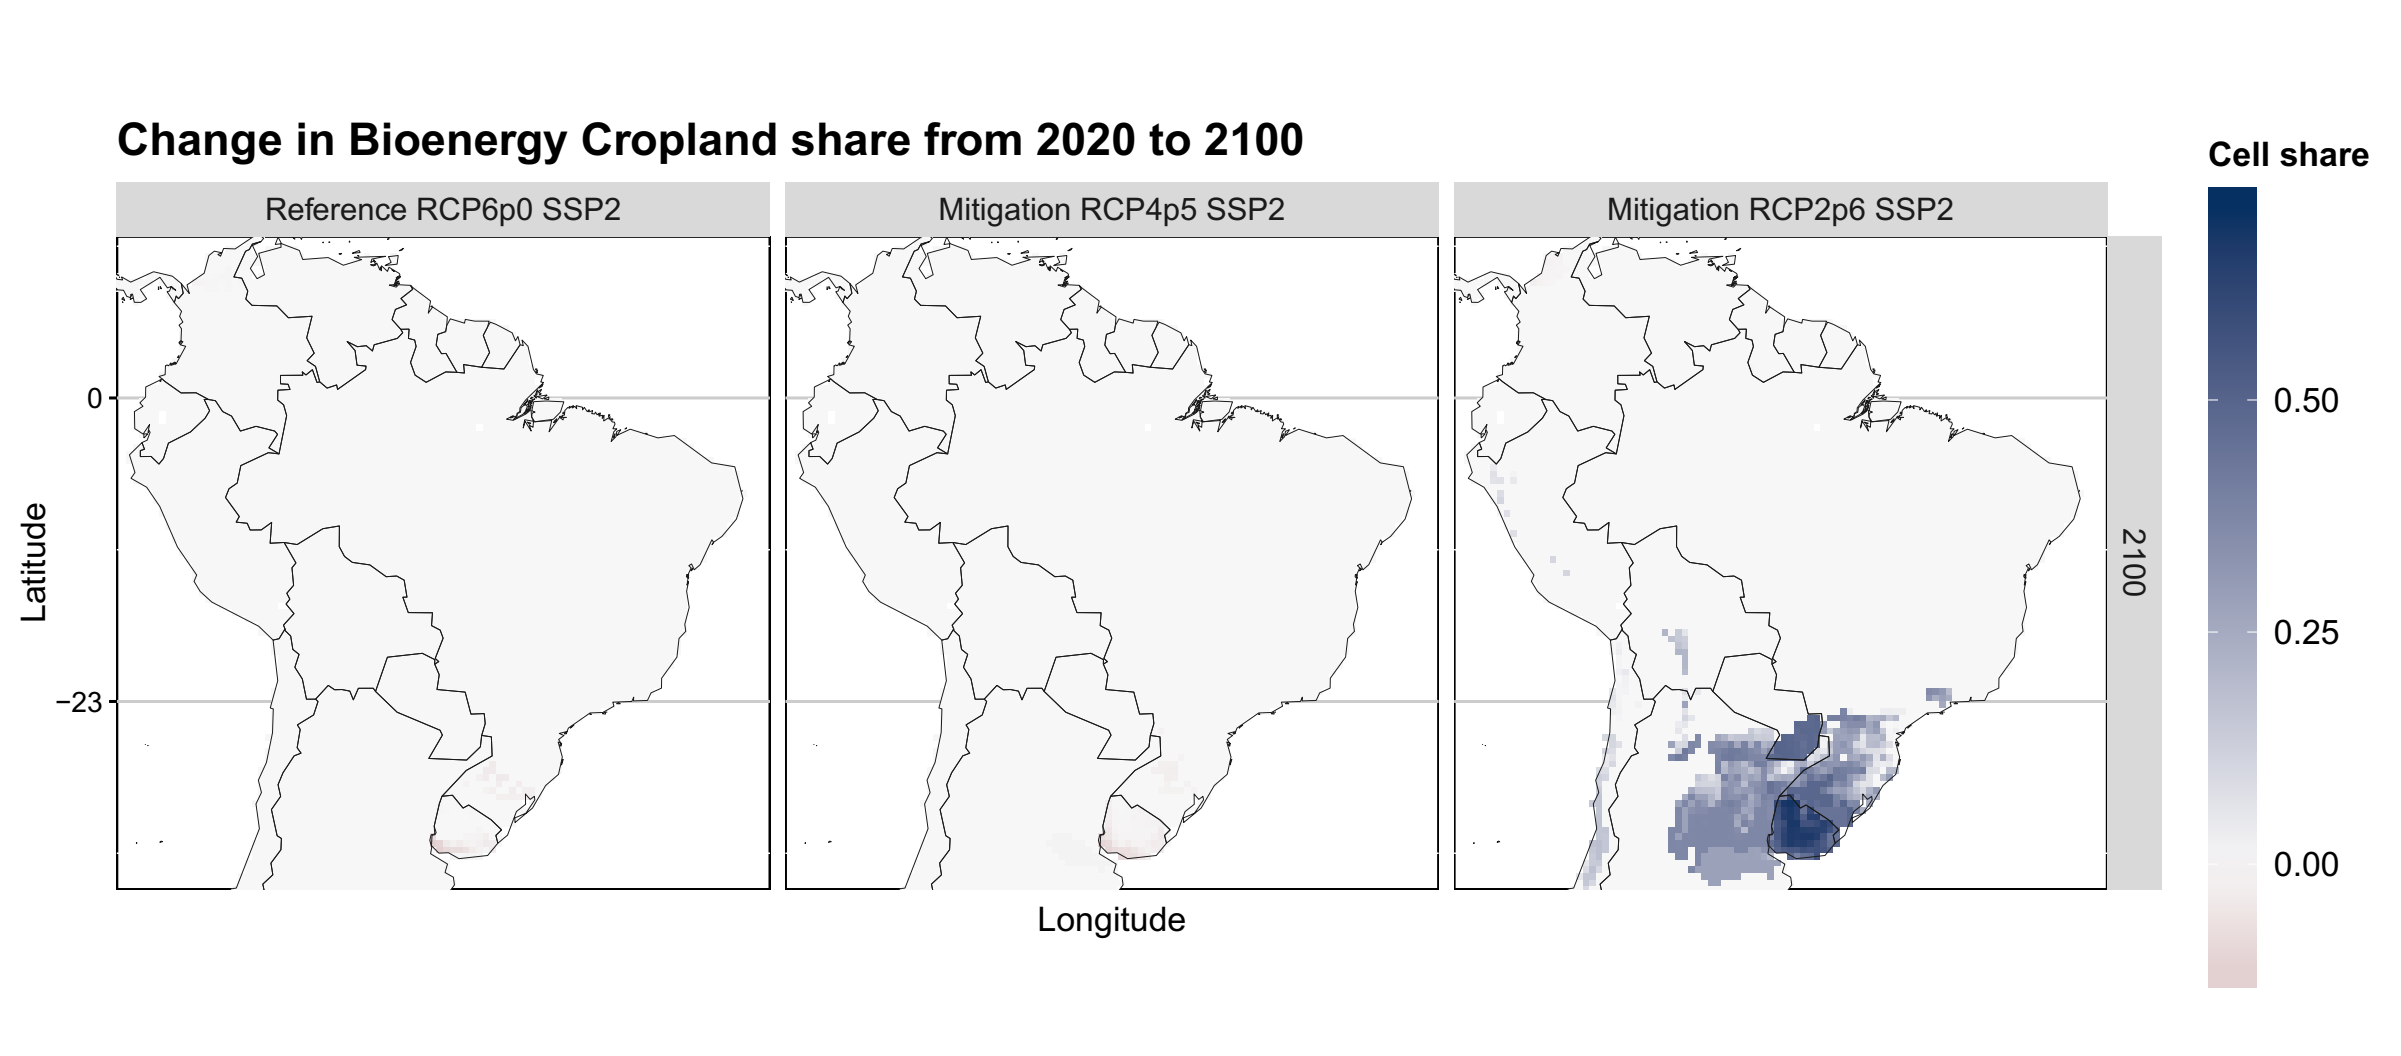 Change in Bioenergy Cropland share from 2020 to 2100
Reference RCP6p0 SSP2
Mitigation RCP4p5 SSP2
Mitigation RCP2p6 SSP2
Cell share
0.50
0.25
0.00
0
−23
Latitude
2100
Longitude